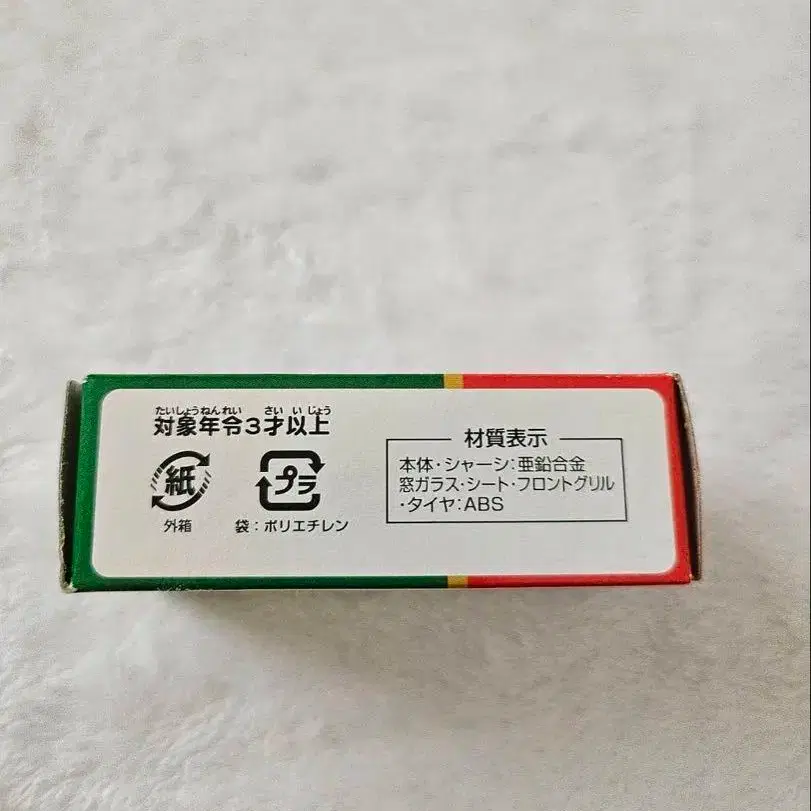 たいしょうねんれい さい いじょう
対象年令3才以上
紙
外箱
プラ
袋：ポリエチレン
材質表示
本体・シャーシ：亜鉛合金
窓ガラス・シート・フロントグリル
・タイヤ：ABS